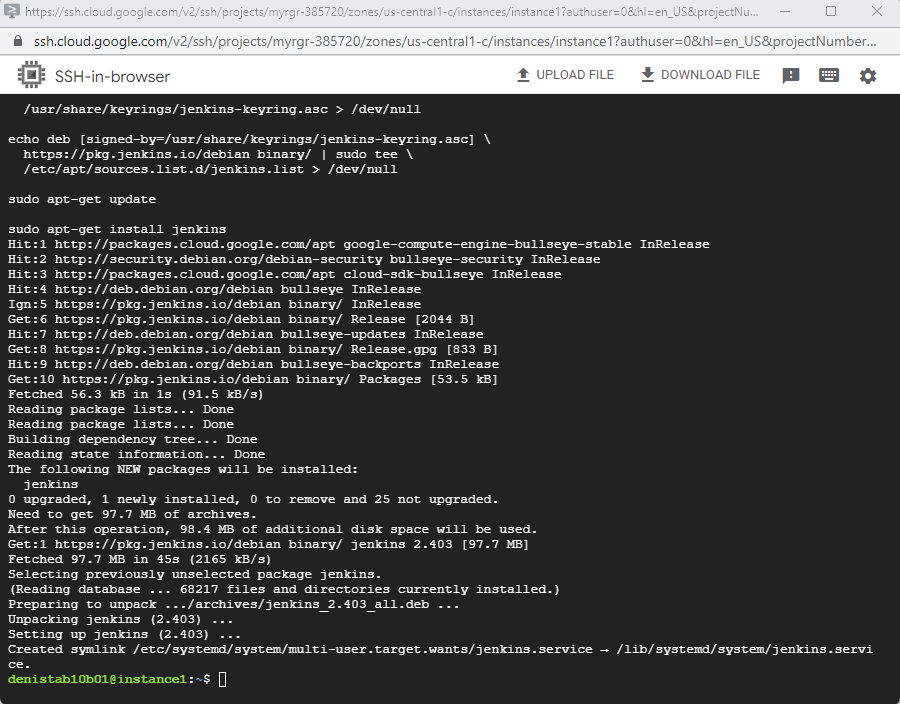 https://ssh.cloud.google.com/v2/ssh/projects/myrgr-385720/zones/us-central1-c/instances/instance1?authuser=0&hl=en_US&projectNu...
ssh.cloud.google.com/v2/ssh/projects/myrgr-385720/zones/us-central1-c/instances/instance1?authuser=0&hl=en_US&projectNumber...
SSH-in-browser
UPLOAD FILE
DOWNLOAD FILE
  /usr/share/keyrings/jenkins-keyring.asc > /dev/null
echo deb [signed-by=/usr/share/keyrings/jenkins-keyring.asc] \
  https://pkg.jenkins.io/debian binary/ | sudo tee \
  /etc/apt/sources.list.d/jenkins.list > /dev/null
sudo apt-get update
sudo apt-get install jenkins
Hit:1 http://packages.cloud.google.com/apt google-compute-engine-bullseye-stable InRelease
Hit:2 http://security.debian.org/debian-security bullseye-security InRelease
Hit:3 http://packages.cloud.google.com/apt cloud-sdk-bullseye InRelease
Hit:4 http://deb.debian.org/debian bullseye InRelease
Ign:5 https://pkg.jenkins.io/debian binary/ InRelease
Get:6 https://pkg.jenkins.io/debian binary/ Release [2044 B]
Hit:7 http://deb.debian.org/debian bullseye-updates InRelease
Get:8 https://pkg.jenkins.io/debian binary/ Release.gpg [833 B]
Hit:9 http://deb.debian.org/debian bullseye-backports InRelease
Get:10 https://pkg.jenkins.io/debian binary/ Packages [53.5 kB]
Fetched 56.3 kB in 1s (91.5 kB/s)
Reading package lists... Done
Reading package lists... Done
Building dependency tree... Done
Reading state information... Done
The following NEW packages will be installed:
  jenkins
0 upgraded, 1 newly installed, 0 to remove and 25 not upgraded.
Need to get 97.7 MB of archives.
After this operation, 98.4 MB of additional disk space will be used.
Get:1 https://pkg.jenkins.io/debian binary/ jenkins 2.403 [97.7 MB]
Fetched 97.7 MB in 45s (2165 kB/s)
Selecting previously unselected package jenkins.
(Reading database ... 68217 files and directories currently installed.)
Preparing to unpack .../archives/jenkins_2.403_all.deb ...
Unpacking jenkins (2.403) ...
Setting up jenkins (2.403) ...
Created symlink /etc/systemd/system/multi-user.target.wants/jenkins.service → /lib/systemd/system/jenkins.servi
ce.
denistab10b01@instance1:~$